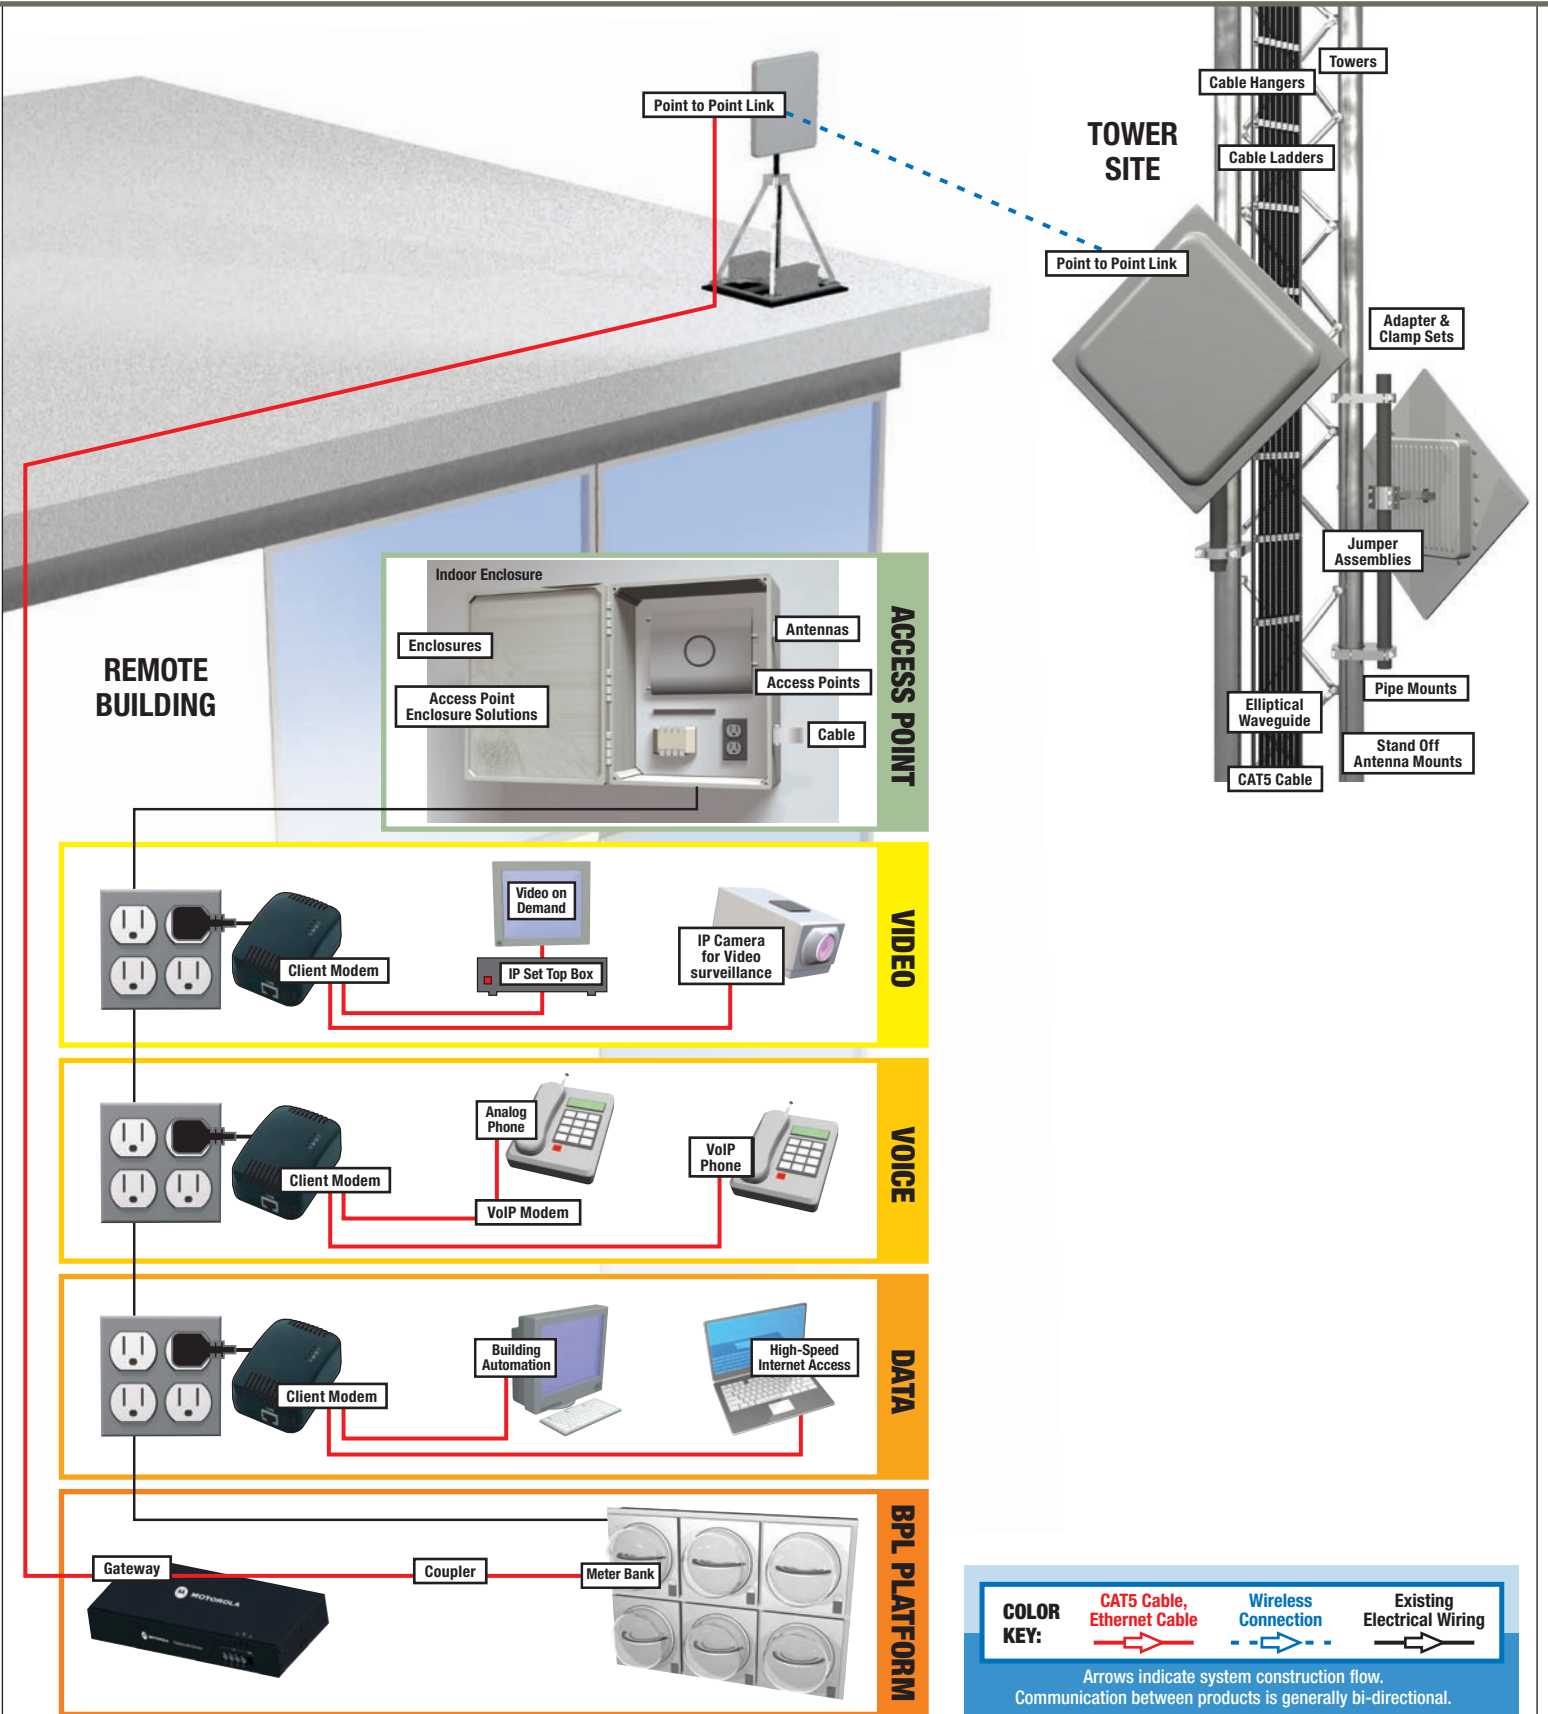 Towers
Cable Hangers
Point to Point Link
TOWER
SITE
Cable Ladders
Point to Point Link
Adapter &
Clamp Sets
Jumper
Assemblies
Pipe Mounts
Elliptical
Waveguide
Stand Off
Antenna Mounts
CAT5 Cable
REMOTE
BUILDING
Indoor Enclosure
Enclosures
Access Point
Enclosure Solutions
Antennas
Access Points
Cable
ACCESS POINT
Video on
Demand
IP Set Top Box
IP Camera
for Video
surveillance
Client Modem
VIDEO
Analog
Phone
VoIP
Phone
Client Modem
VoIP Modem
VOICE
Building
Automation
High-Speed
Internet Access
Client Modem
DATA
Gateway
Coupler
Meter Bank
MOTOROLA
MOTOROLA
BPL PLATFORM
COLOR
KEY:
CAT5 Cable,
Ethernet Cable
Wireless
Connection
Existing
Electrical Wiring
Arrows indicate system construction flow.
Communication between products is generally bi-directional.